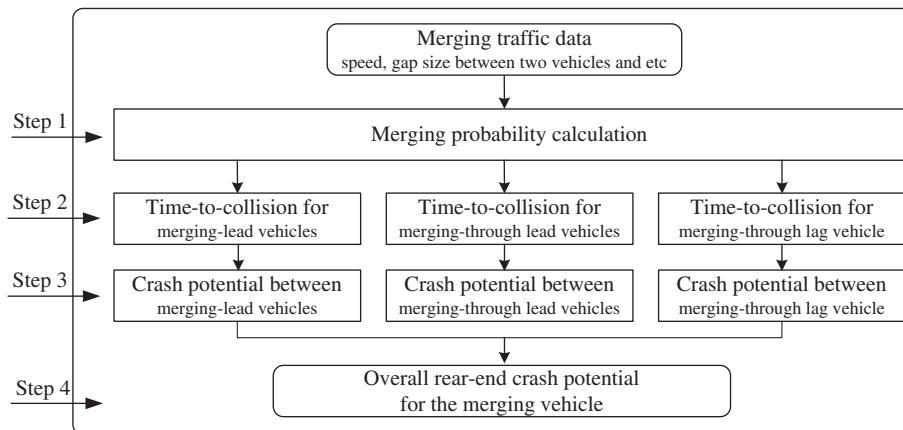 Merging traffic data
speed, gap size between two vehicles and etc
Step 1
Merging probability calculation
Step 2
Time-to-collision for
merging-lead vehicles
Time-to-collision for
merging-through lead vehicles
Time-to-collision for
merging-through lag vehicle
Step 3
Crash potential between
merging-lead vehicles
Crash potential between
merging-through lead vehicles
Crash potential between
merging-through lag vehicle
Step 4
Overall rear-end crash potential
for the merging vehicle